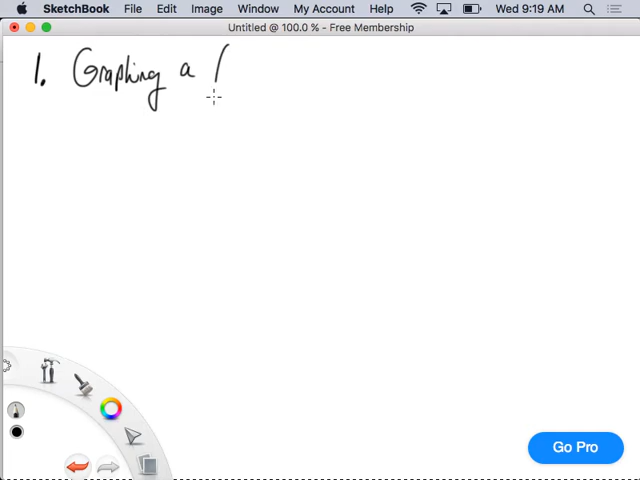 SketchBook File Edit Image Window My Account Help Wed 9:19 AM
Untitled @ 100.0 % - Free Membership
1. Graphing a
Go Pro